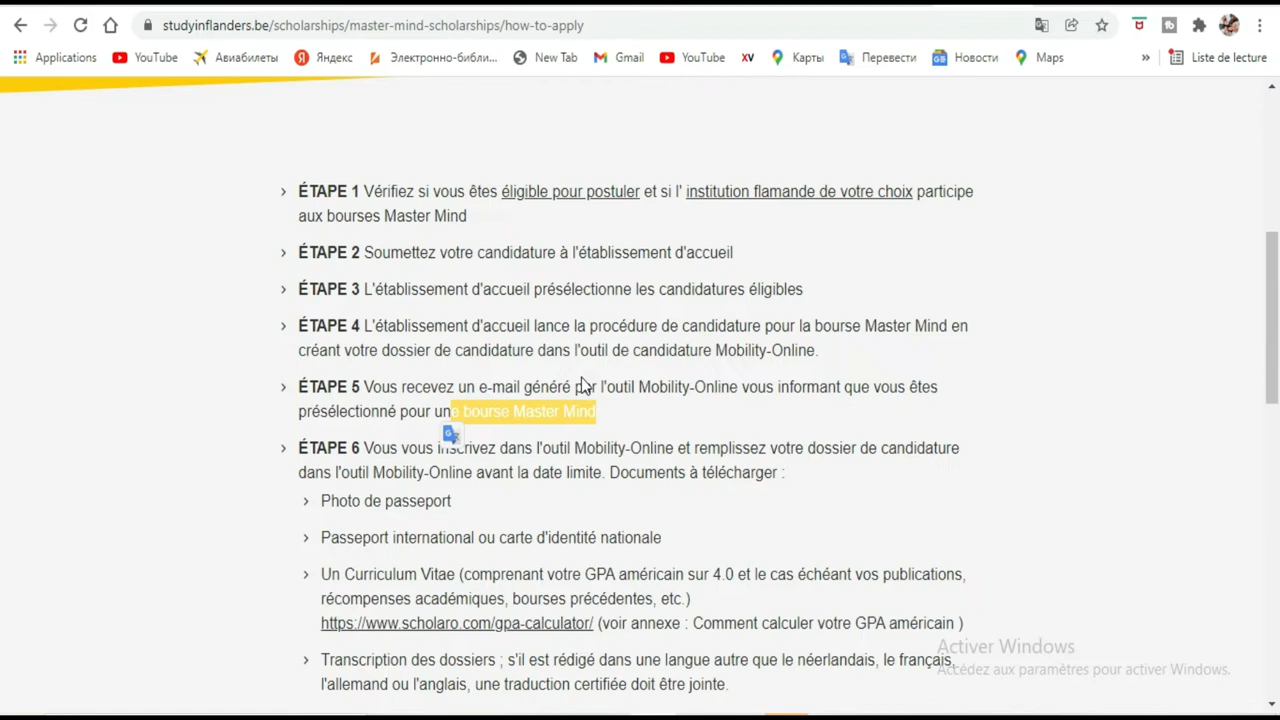 studyinflanders.be/scholarships/master-mind-scholarships/how-to-apply
Applications YouTube Авиабилеты Яндекс Электронно-библи... New Tab Gmail YouTube XV Карты Перевести Новости Maps » Liste de lecture
ÉTAPE 1 Vérifiez si vous êtes éligible pour postuler et si l' institution flamande de votre choix participe
aux bourses Master Mind
ÉTAPE 2 Soumettez votre candidature à l'établissement d'accueil
ÉTAPE 3 L'établissement d'accueil présélectionne les candidatures éligibles
ÉTAPE 4 L'établissement d'accueil lance la procédure de candidature pour la bourse Master Mind en
créant votre dossier de candidature dans l'outil de candidature Mobility-Online.
ÉTAPE 5 Vous recevez un e-mail généré par l'outil Mobility-Online vous informant que vous êtes
présélectionné pour une bourse Master Mind
ÉTAPE 6 Vous vous inscrivez dans l'outil Mobility-Online et remplissez votre dossier de candidature
dans l'outil Mobility-Online avant la date limite. Documents à télécharger :
Photo de passeport
Passeport international ou carte d'identité nationale
Un Curriculum Vitae (comprenant votre GPA américain sur 4.0 et le cas échéant vos publications,
récompenses académiques, bourses précédentes, etc.)
https://www.scholaro.com/gpa-calculator/ (voir annexe : Comment calculer votre GPA américain )
Activer Windows
Transcription des dossiers ; s'il est rédigé dans une langue autre que le néerlandais, le français,
Accédez aux paramètres pour activer Windows.
l'allemand ou l'anglais, une traduction certifiée doit être jointe.